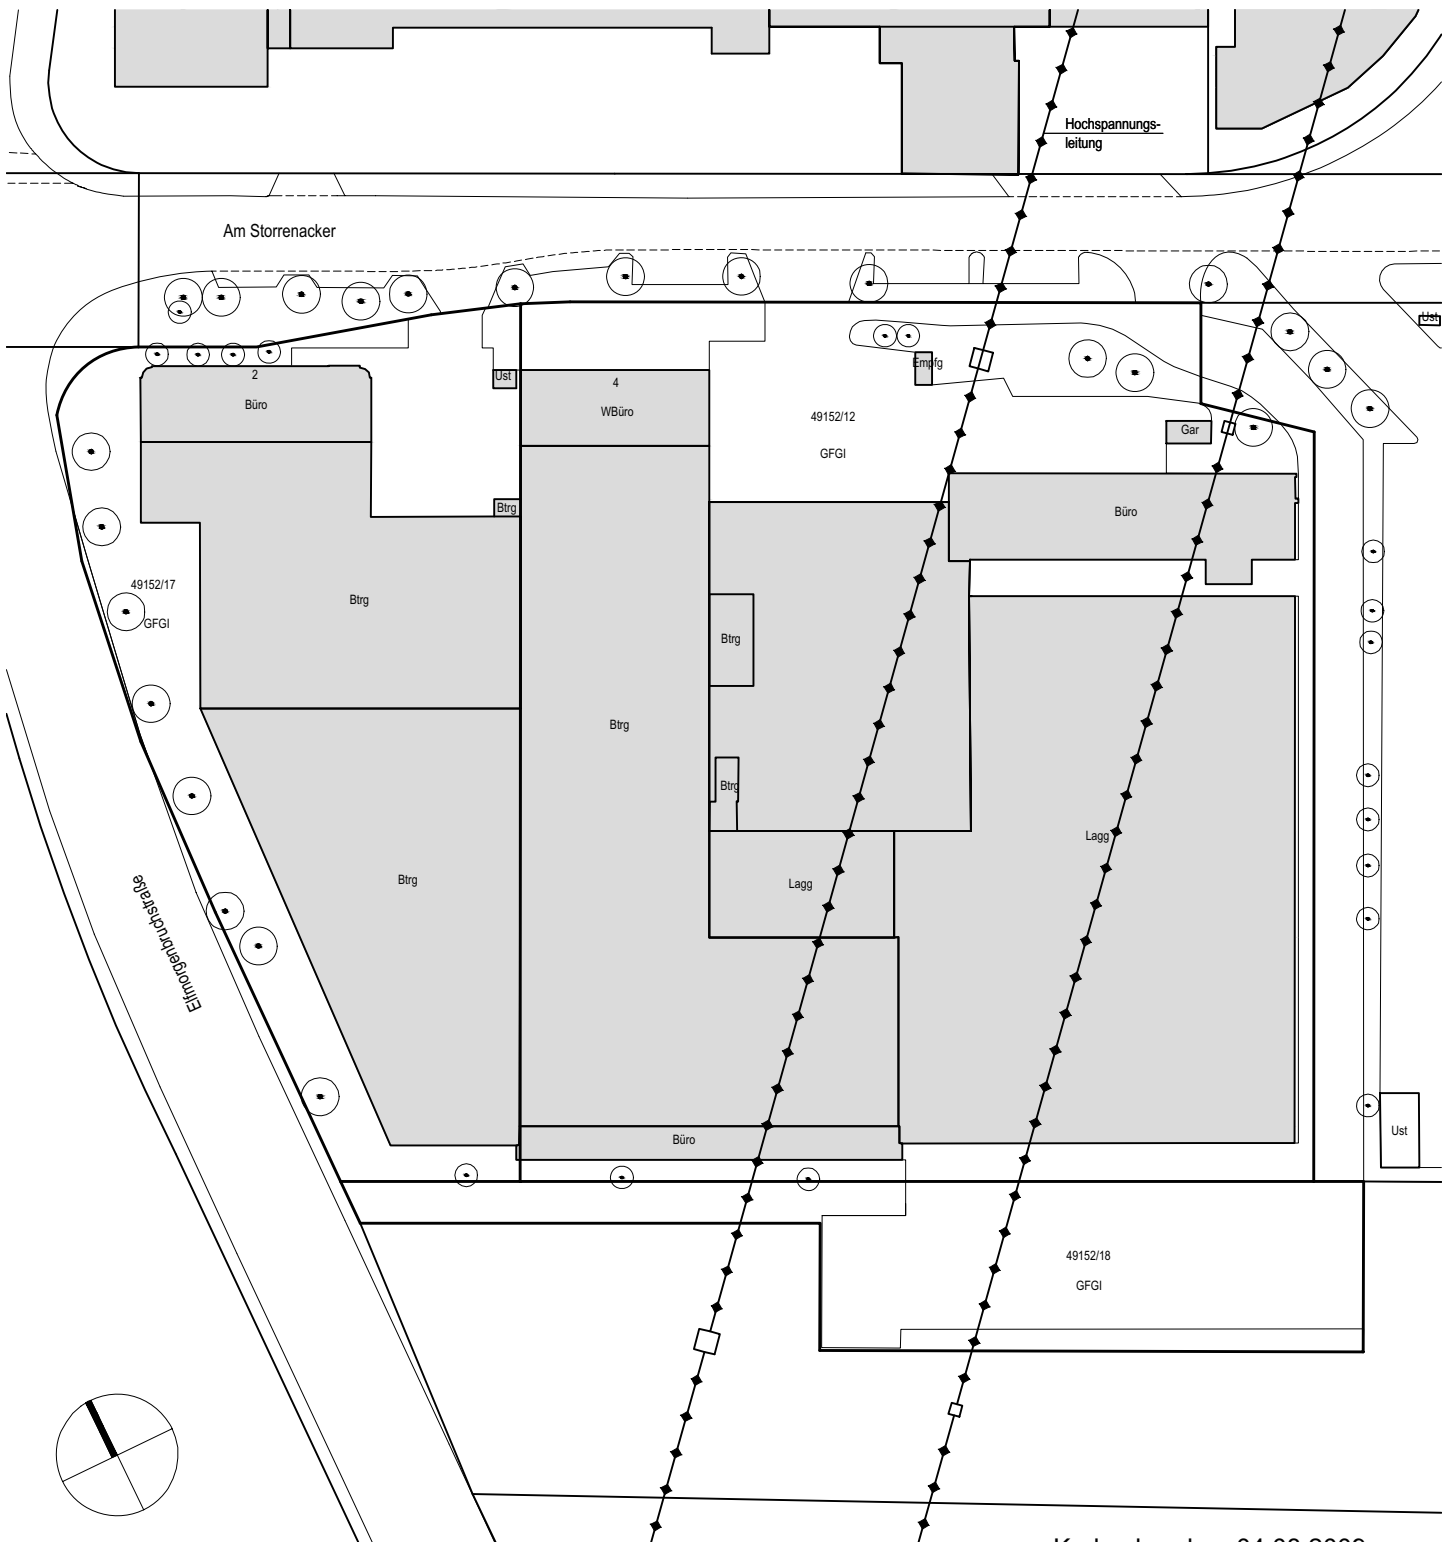 Hochspannungs-
leitung
Am Storrenacker
Ust
2
Büro
Ust
4
WBüro
Empfg
49152/12
GFGI
Gar
Btrg
Büro
49152/17
GFGI
Btrg
Btrg
Btrg
Btrg
Lagg
Btrg
Lagg
Elfmorgenbruchstraße
Büro
Ust
49152/18
GFGI